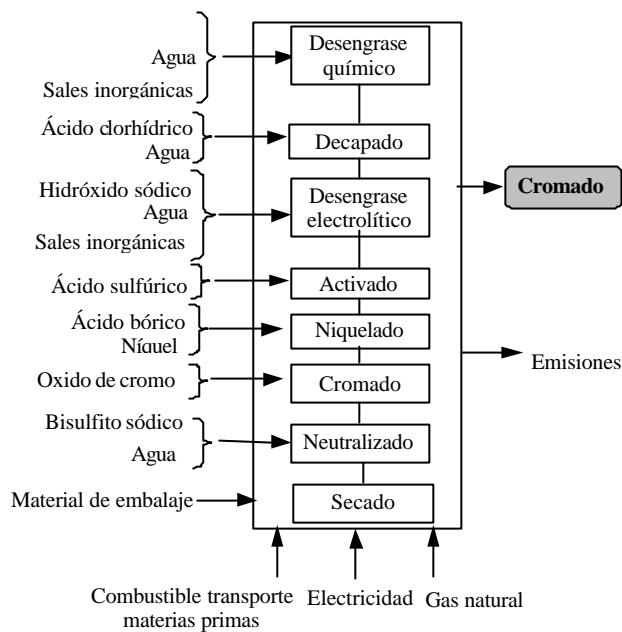 Agua
Sales inorgánicas
Desengrase
químico
Ácido clorhídrico
Agua
Decapado
Hidróxido sódico
Agua
Sales inorgánicas
Desengrase
electrolítico
Cromado
Ácido sulfúrico
Activado
Ácido bórico
Níquel
Niquelado
Oxido de cromo
Cromado
Emisiones
Bisulfito sódico
Agua
Neutralizado
Material de embalaje
Secado
Combustible transporte
materias primas
Electricidad
Gas natural